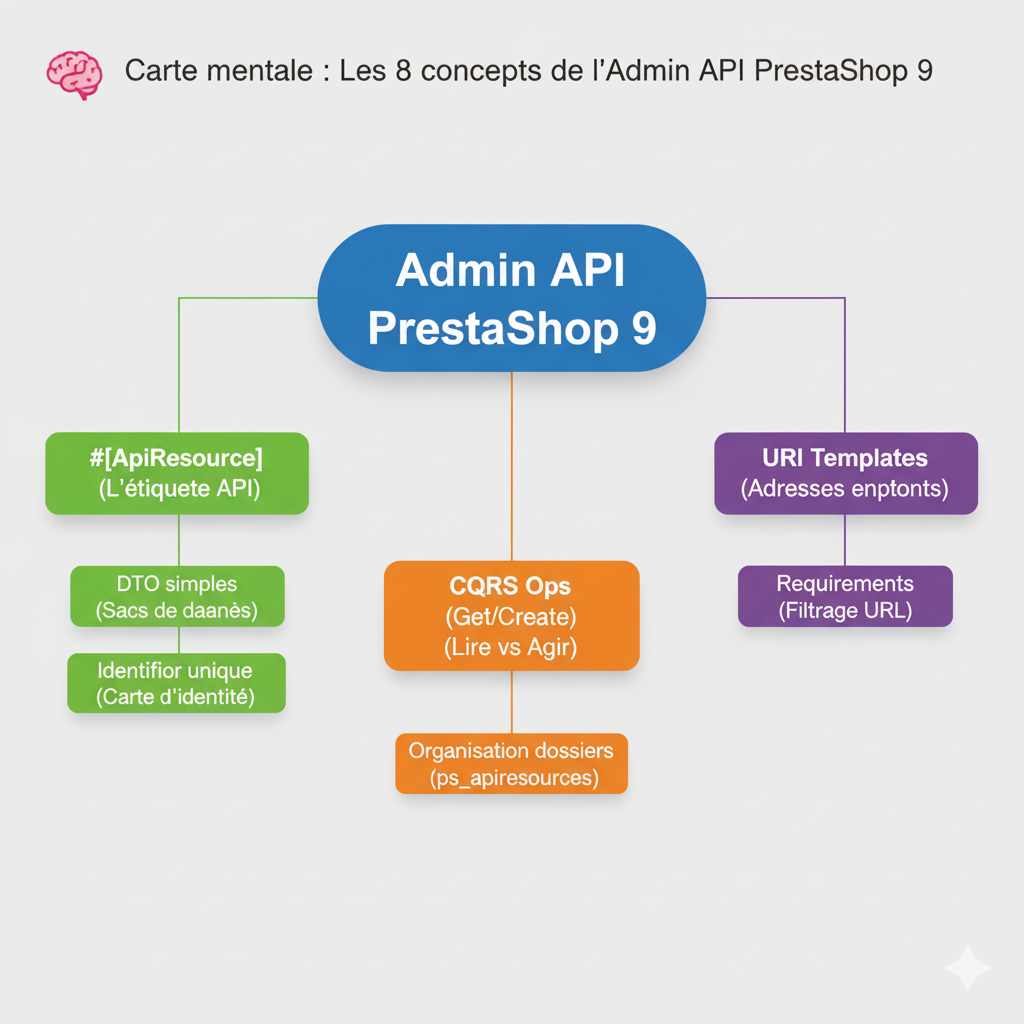 Carte mentale : Les 8 concepts de l'Admin API PrestaShop 9
Admin API
PrestaShop 9
#[ApiResource]
(L'étiquete API)
DTO simples
(Sacs de daanès)
Identifior unique
(Carte d'identité)
CQRS Ops
(Get/Create)
(Lire vs Agir)
Organisation dossiers
(ps_apiresources)
URI Templates
(Adresses enptonts)
Requirements
(Filtrage URL)